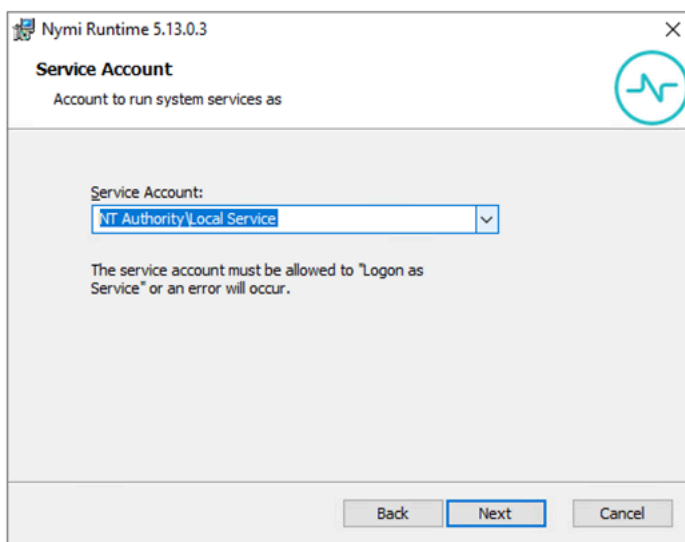 Nymi Runtime 5.13.0.3
Service Account
Account to run system services as
Service Account:
NT Authority\Local Service
The service account must be allowed to "Logon as
Service" or an error will occur.
Back
Next
Cancel